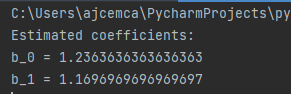 C:\Users\ajcemca\PycharmProjects\py
Estimated coefficients:
b_0 = 1.2363636363636363
b_1 = 1.1696969696969697